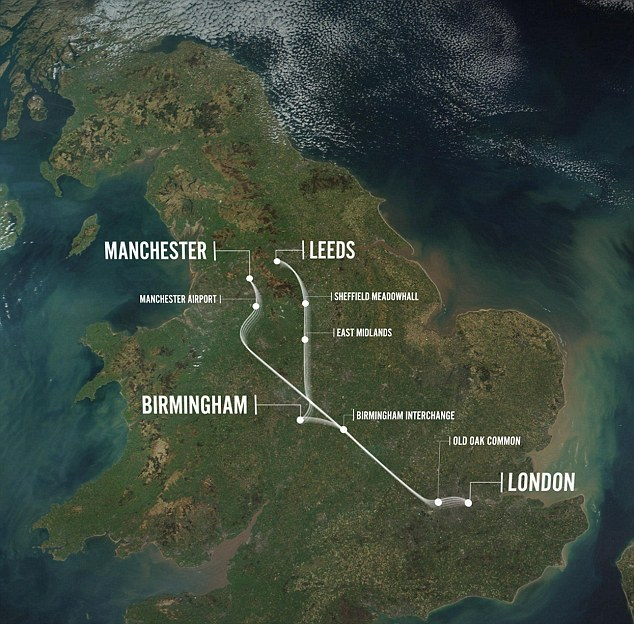 MANCHESTER
LEEDS
MANCHESTER AIRPORT
SHEFFIELD MEADOWHALL
EAST MIDLANDS
BIRMINGHAM
BIRMINGHAM INTERCHANGE
OLD OAK COMMON
LONDON